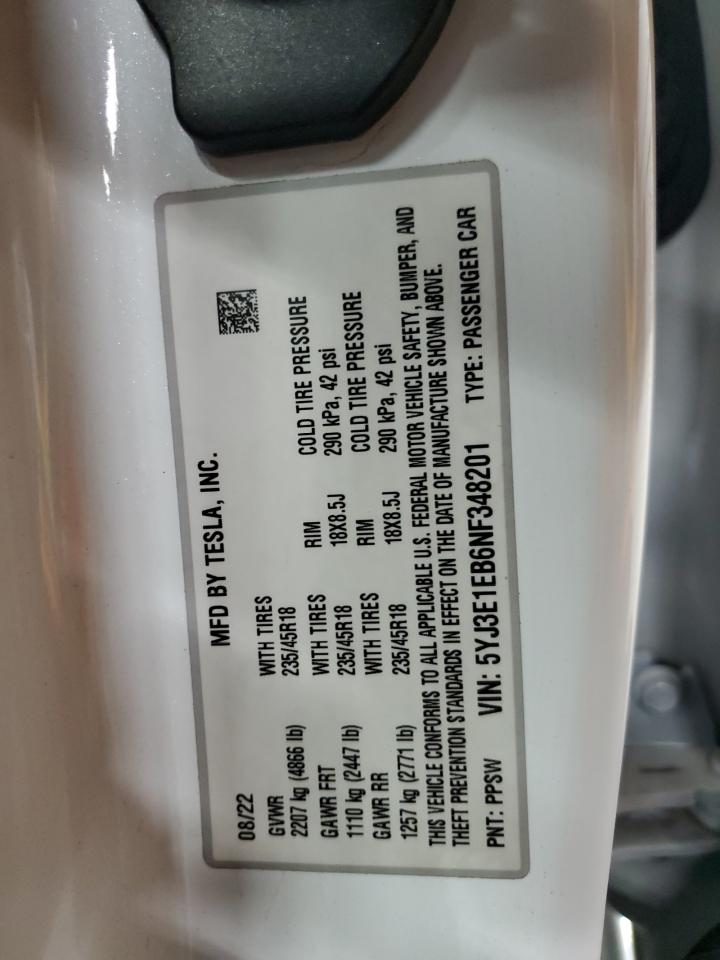 MFD BY TESLA, INC.
08/22
GVWR WITH TIRES
2207 kg (4866 lb) 235/45R18
GAWR FRT WITH TIRES RIM COLD TIRE PRESSURE
1110 kg (2447 lb) 235/45R18 18X8.5J 290 kPa, 42 psi
GAWR RR WITH TIRES RIM COLD TIRE PRESSURE
1257 kg (2771 lb) 235/45R18 18X8.5J 290 kPa, 42 psi
THIS VEHICLE CONFORMS TO ALL APPLICABLE U.S. FEDERAL MOTOR VEHICLE SAFETY, BUMPER, AND
THEFT PREVENTION STANDARDS IN EFFECT ON THE DATE OF MANUFACTURE SHOWN ABOVE.
PNT: PPSW VIN: 5YJ3E1EB6NF348201 TYPE: PASSENGER CAR